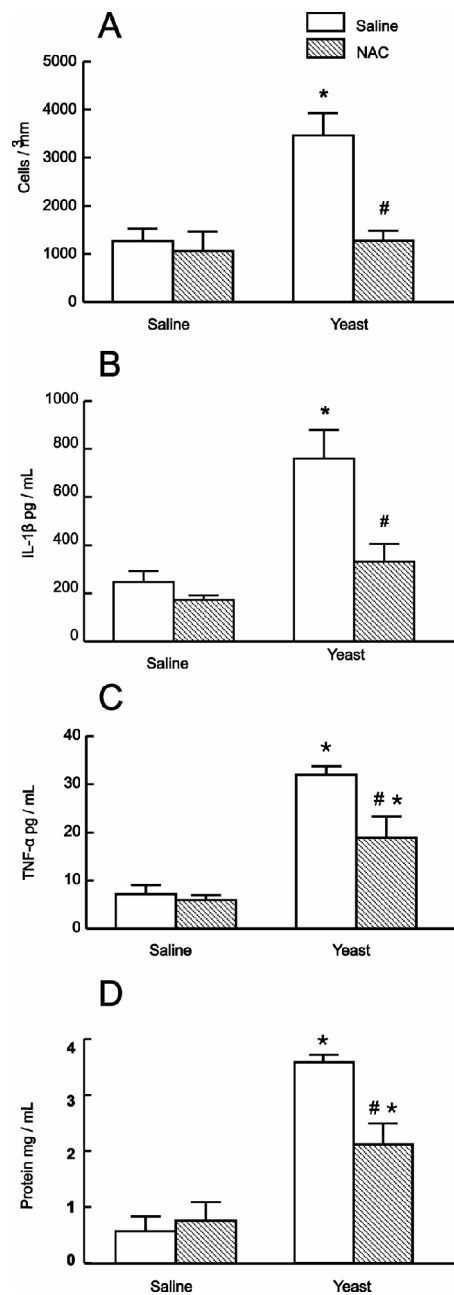 A
Saline
NAC
5000
4000
3000
2000
1000
0
Cells / mm3
*
#
Saline Yeast
B
1000
800
600
400
200
0
IL-1β pg / mL
*
#
Saline Yeast
C
40
30
20
10
0
TNF-α pg / mL
*
# *
Saline Yeast
D
4
3
2
1
0
Protein mg / mL
*
# *
Saline Yeast